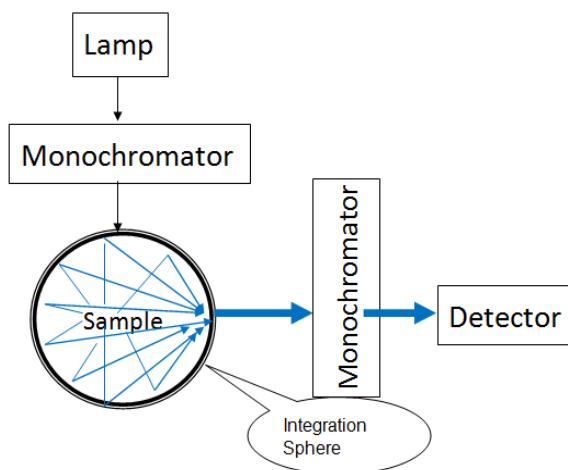 Lamp
Monochromator
Sample
Monochromator
Detector
Integration
Sphere